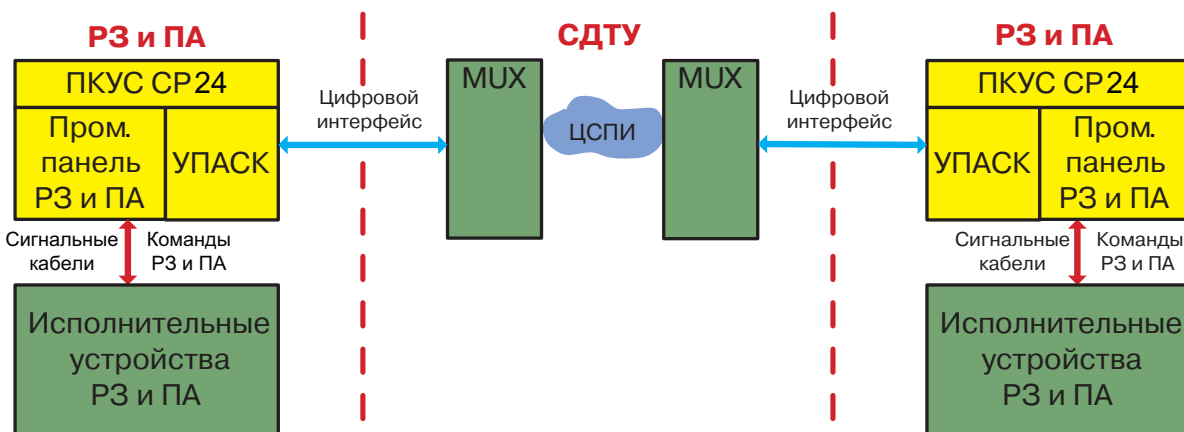 РЗ и ПА
СДТУ
РЗ и ПА
ПКУС СР24
Пром.
панель
РЗ и ПА
УПАСК
Цифровой
интерфейс
MUX
ЦСПИ
MUX
Цифровой
интерфейс
ПКУС СР24
УПАСК
Пром.
панель
РЗ и ПА
Сигнальные
кабели
Команды
РЗ и ПА
Сигнальные
кабели
Команды
РЗ и ПА
Исполнительные
устройства
РЗ и ПА
Исполнительные
устройства
РЗ и ПА